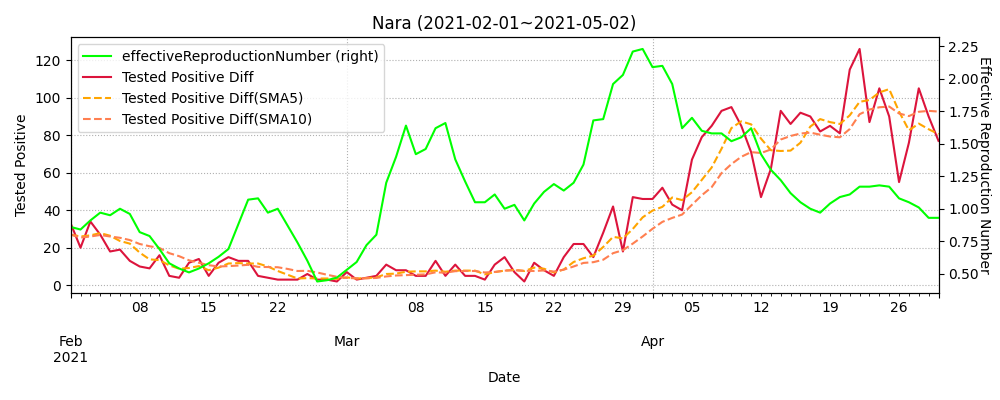 Nara (2021-02-01~2021-05-02)
effectiveReproductionNumber (right)
Tested Positive Diff
Tested Positive Diff(SMA5)
Tested Positive Diff(SMA10)
Tested Positive
120
100
80
60
40
20
0
2.25
2.00
1.75
1.50
1.25
1.00
0.75
0.50
Effective Reproduction Number
08 15 22 08 15 22 29 05 12 19 26
Feb Mar Apr
2021
Date